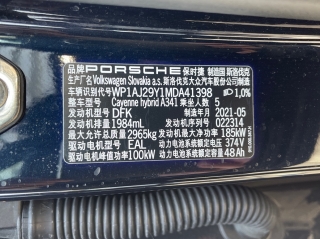 品牌 PORSCHE 保时捷 制造国 斯洛伐克
生产厂名 Volkswagen Slovakia a.s. 斯洛伐克大众汽车股份公司
车辆识别代号 WP1AJ29Y1MDA41398 1,0%
整车型号 Cayenne hybrid A341 乘坐人数 5
发动机型号 DFK 制造年月 2021-05
发动机排量 1984mL 发动机号 022314
最大允许总质量 2965kg 发动机最大净功率 185kW
驱动电机型号 EAL 动力电池系统额定电压 374V
驱动电机峰值功率 100kW 动力电池系统额定容量 48Ah